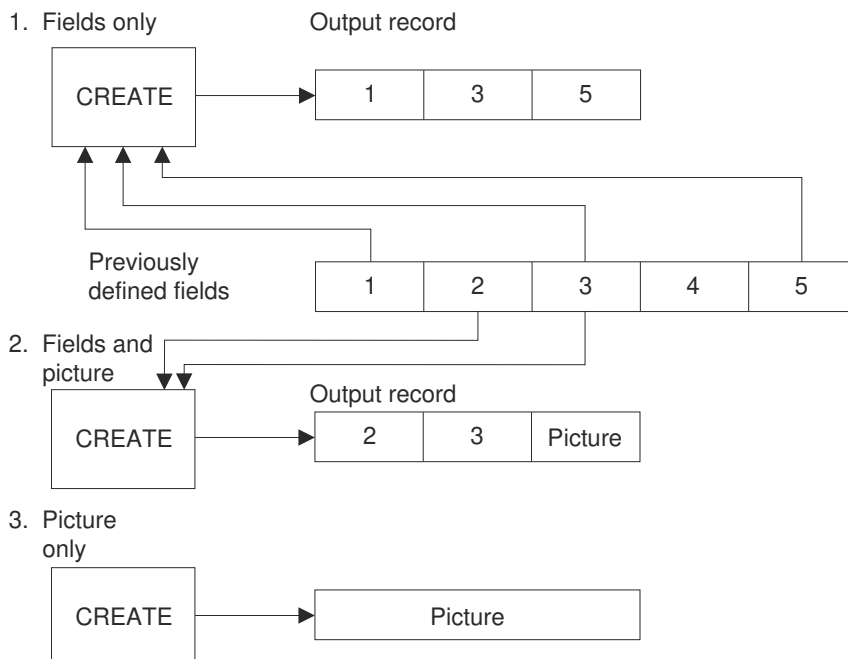 1. Fields only
Output record
CREATE
1 3 5
Previously
defined fields
1 2 3 4 5
2. Fields and
picture
Output record
CREATE
2 3 Picture
3. Picture
only
CREATE
Picture